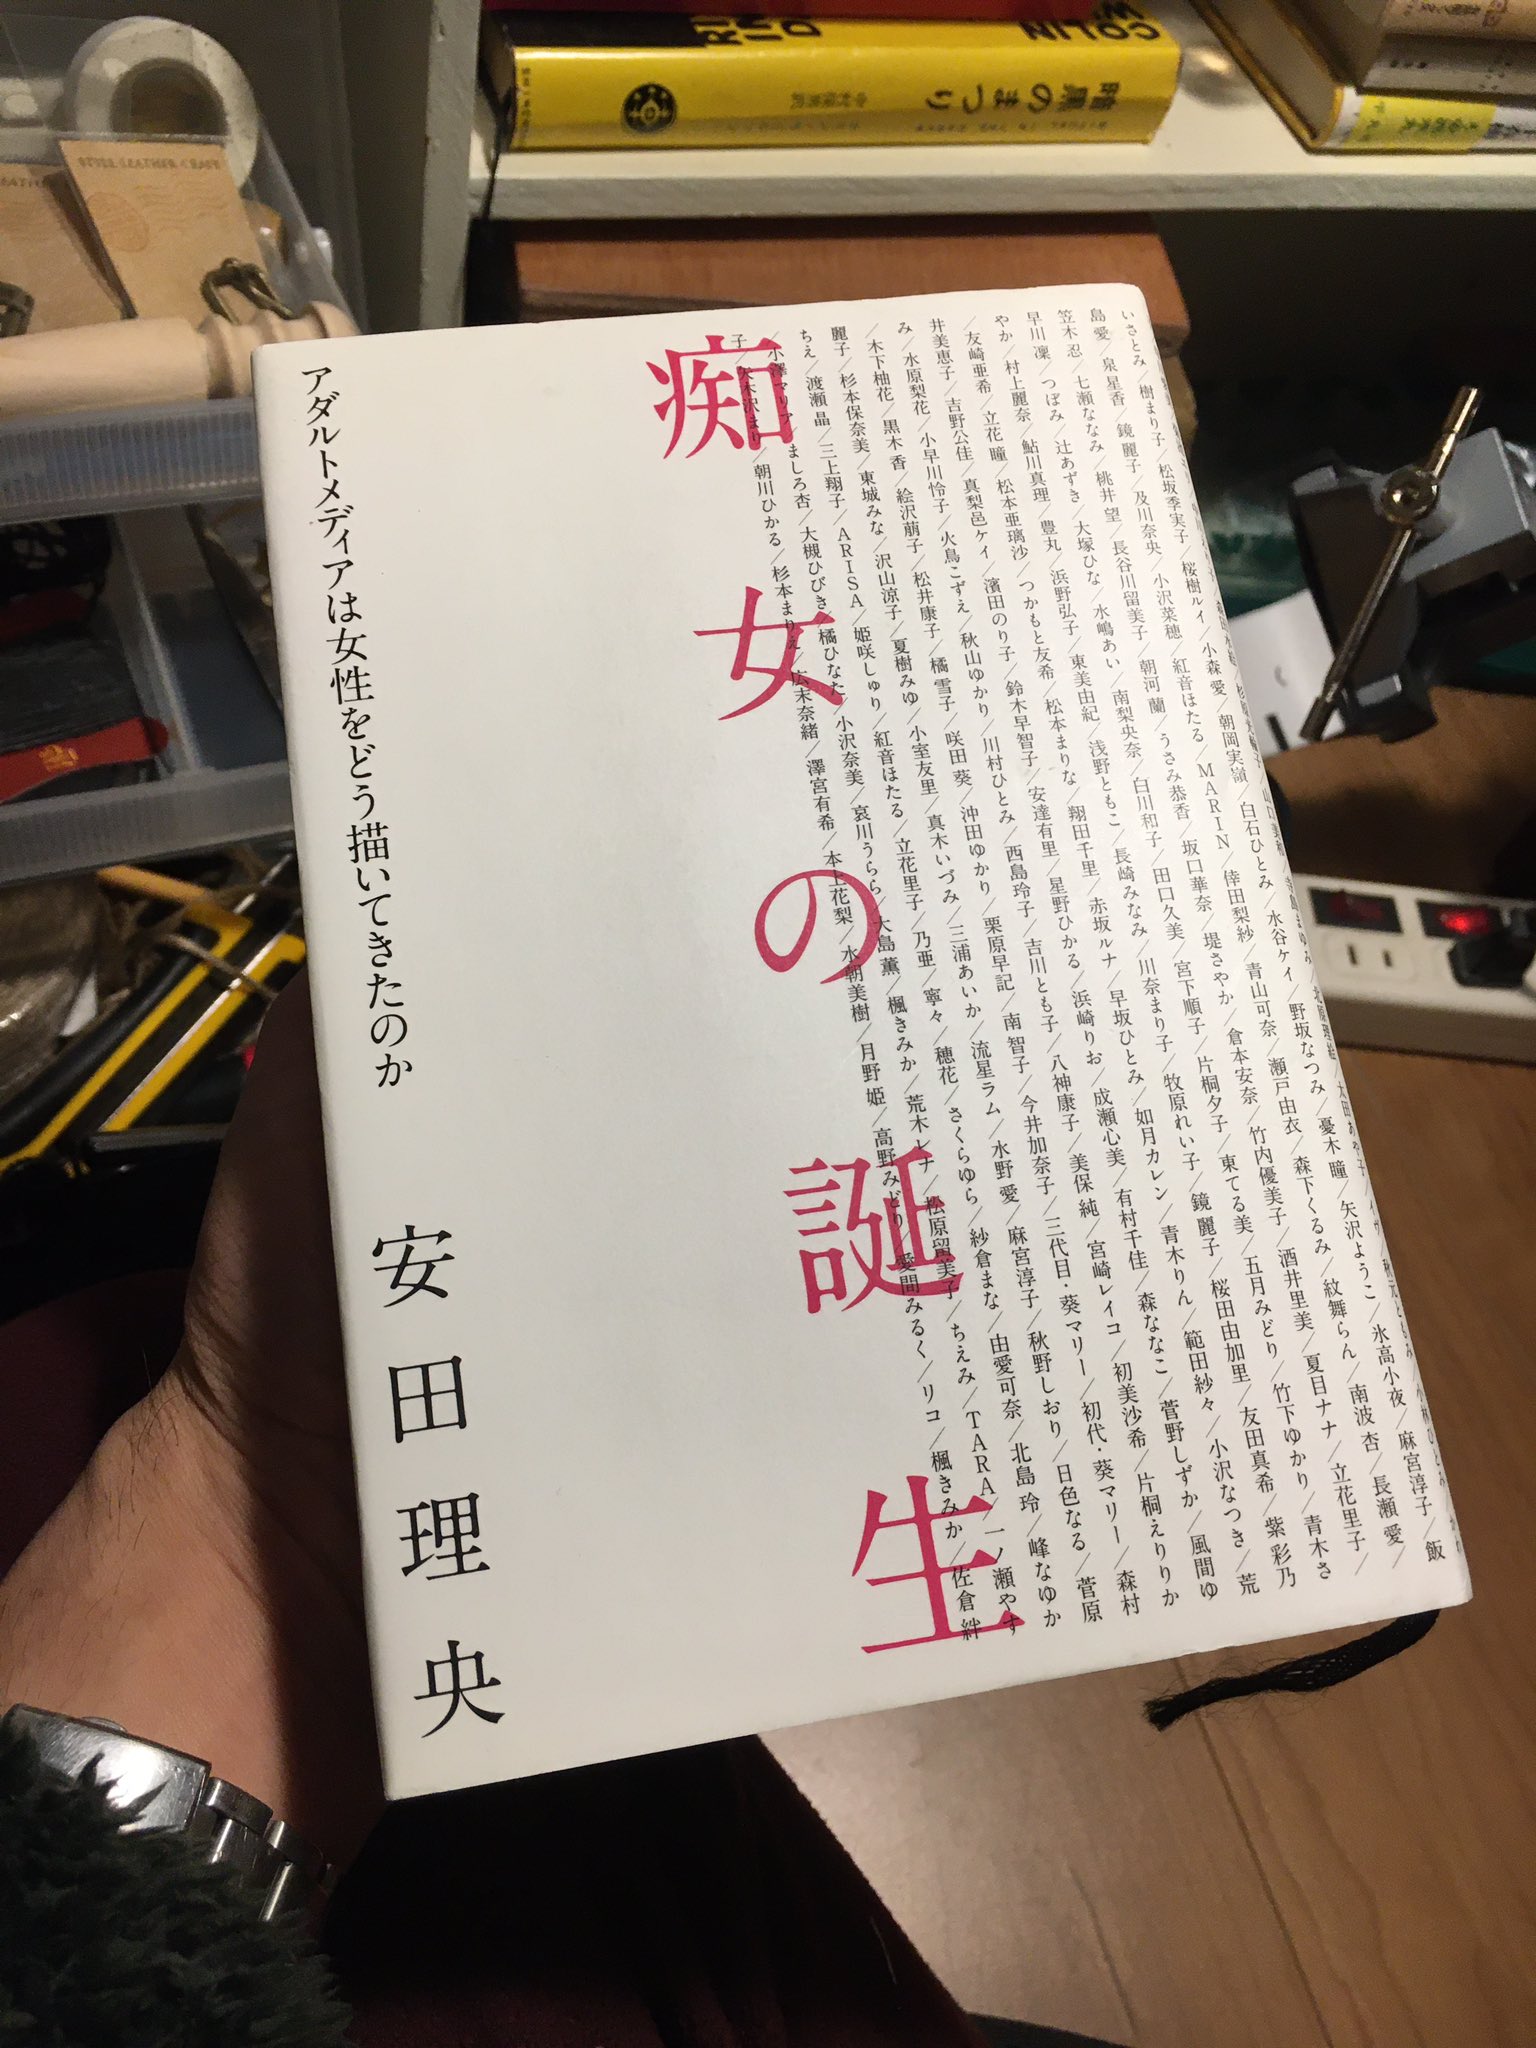 暗黒のまつり
中村保男訳
いさとみ／樹まり子／松坂季実子／桜樹ルイ／小森 愛／朝岡実嶺／白石ひとみ／水谷ケイ／野坂なつみ／憂木 瞳／矢沢ようこ／氷高小夜／麻宮淳子／飯
島 愛／泉星香／鏡 麗子／及川奈央／小沢菜穂／紅音ほたる／MARIN／倖田梨紗／青山可奈／瀬戸由衣／森下くるみ／紋舞らん／南波 杏／長瀬 愛／
笠木 忍／七瀬ななみ／桃井 望／長谷川留美子／朝河 蘭／うさみ恭香／坂口華奈／堤さやか／倉本安奈／竹内優美子／酒井里美／夏目ナナ／立花里子／
早川 凜／つぼみ／辻あずき／大塚ひな／水嶋あい／南梨央奈／白川和子／田口久美／宮下順子／片桐夕子／東てる美／五月みどり／竹下ゆかり／青木さ
やか／村上麗奈／鮎川真理／豊丸／浜野弘子／東美由紀／浅野ともこ／長崎みなみ／川奈まり子／牧原れい子／鏡 麗子／桜田由加里／友田真希／紫 彩乃
／友崎亜希／立花 瞳／松本亜璃沙／つかもと友希／松本まりな／翔田千里／赤坂ルナ／早坂ひとみ／如月カレン／青木りん／範田紗々／小沢なつき／荒
井美恵子／吉野公佳／真梨邑ケイ／濱田のり子／鈴木早智子／安達有里／星野ひかる／浜崎りお／成瀬心美／有村千佳／森ななこ／菅野しずか／風間ゆ
み／水原梨花／小早川怜子／火鳥こずえ／秋山ゆかり／川村ひとみ／西島玲子／吉川とも子／八神康子／美保 純／宮崎レイコ／初美沙希／片桐えりりか
／木下柚花／黒木 香／絵沢萠子／松井康子／橘 雪子／咲田 葵／沖田ゆかり／栗原早記／南 智子／今井加奈子／三代目・葵マリー／初代・葵マリー／森村
麗子／杉本保奈美／東城みな／沢山涼子／夏樹みゆ／小室友里／真木いづみ／三浦あいか／流星ラム／水野 愛／麻宮淳子／秋野しおり／日色なる／菅原
ちえ／渡瀬 晶／三上翔子／ARISA／姫咲しゅり／紅音ほたる／立花里子／乃亜／寧々／穂花／さくらゆら／紗倉まな／由愛可奈／北島 玲／峰なゆか
／小澤マリア／ましろ杏／大槻ひびき／橘ひなた／小沢奈美／哀川うらら／大島 薫／楓きみか／荒木レナ／松原留美子／ちえみ／TARA／一ノ瀬やす
子／矢木沢まり／朝川ひかる／杉本まりえ／広末奈緒／澤宮有希／本上花梨／水朝美樹／月野 姫／高野みどり／愛間みるく／リコ／楓きみか／佐倉 絆
痴女の誕生
アダルトメディアは女性をどう描いてきたのか
安田理央